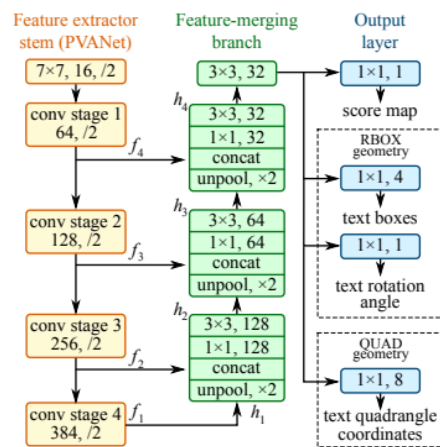 Feature extractor
stem (PVANet)
7×7, 16, /2
conv stage 1
64, /2
f4
conv stage 2
128, /2
f3
conv stage 3
256, /2
f2
conv stage 4
384, /2
f1
Feature-merging
branch
3×3, 32
h4
3×3, 32
1×1, 32
concat
unpool, ×2
h3
3×3, 64
1×1, 64
concat
unpool, ×2
h2
3×3, 128
1×1, 128
concat
unpool, ×2
h1
Output
layer
1×1, 1
score map
RBOX
geometry
1×1, 4
text boxes
1×1, 1
text rotation
angle
QUAD
geometry
1×1, 8
text quadrangle
coordinates